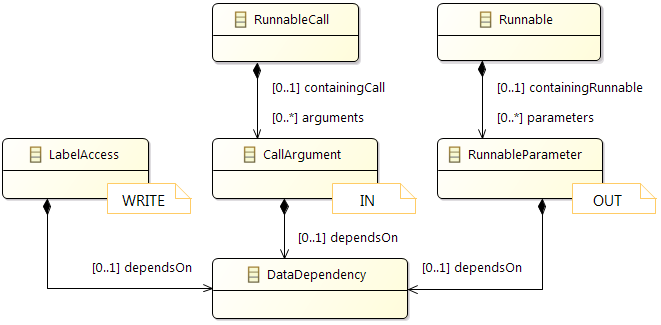 RunnableCall
Runnable
[0..1] containingCall
[0..1] containingRunnable
[0..*] arguments
[0..*] parameters
LabelAccess
CallArgument
RunnableParameter
WRITE
IN
OUT
[0..1] dependsOn
[0..1] dependsOn
[0..1] dependsOn
DataDependency